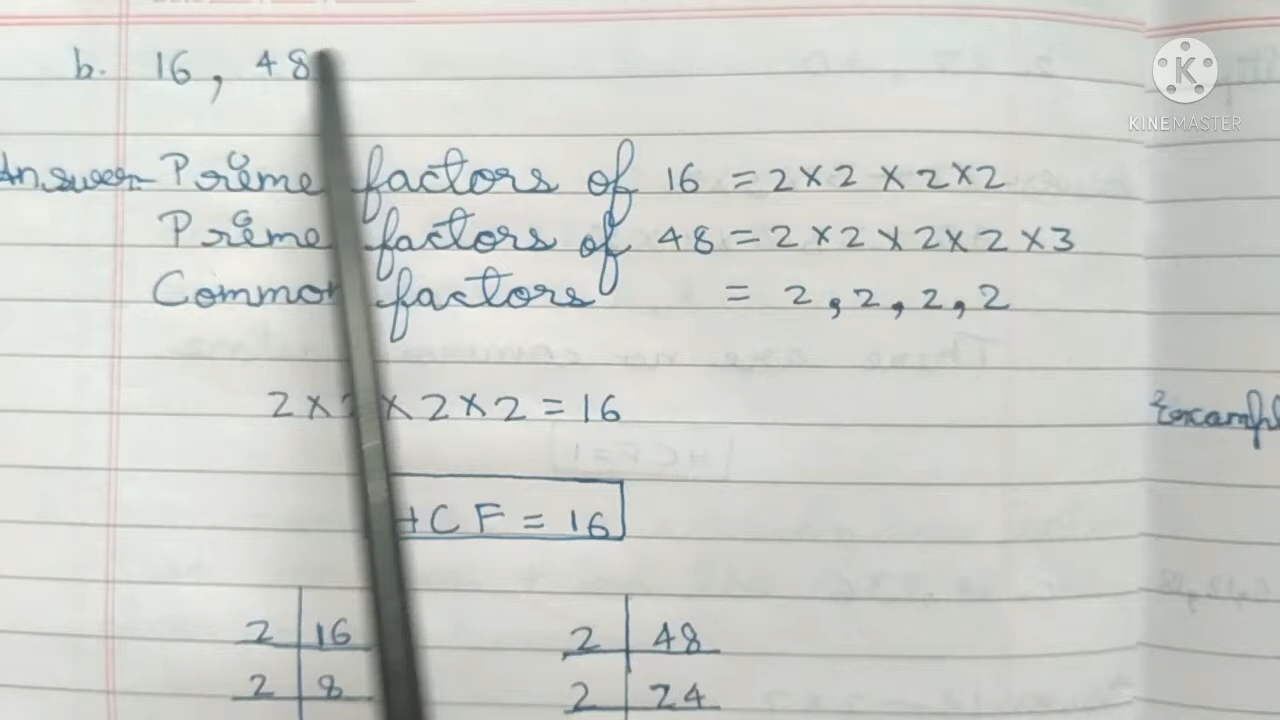 b. 16, 48
Answer- Prime factors of 16 = 2×2×2×2
Prime factors of 48 = 2×2×2×2×3
Common factors = 2,2,2,2
2×2×2×2 = 16
HCF = 16
2 | 16
2 | 8
2 | 48
2 | 24
KINEMASTER